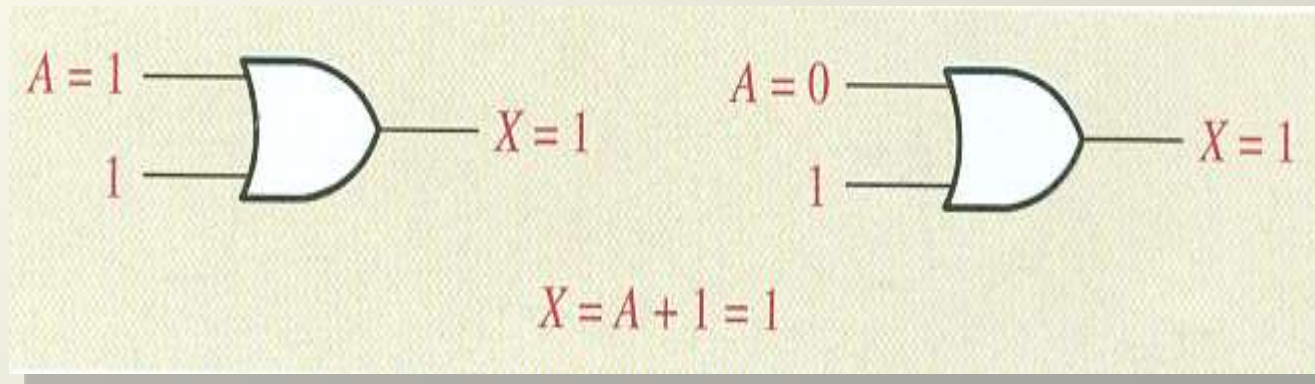 A = 1
1
X = 1
A = 0
1
X = 1
X = A + 1 = 1